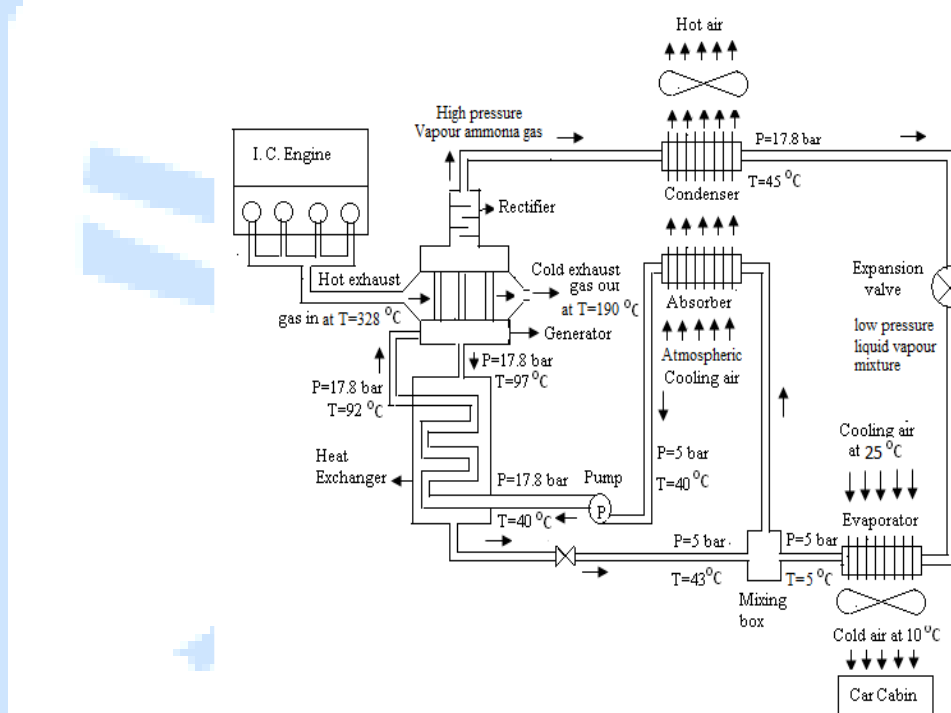 Hot air
High pressure
Vapour ammonia gas
P=17.8 bar
T=45 °C
Condenser
I. C. Engine
Rectifier
Hot exhaust
gas in at T=328 °C
Cold exhaust
gas out
at T=190 °C
Generator
Absorber
Atmospheric
Cooling air
Expansion
valve
low pressure
liquid vapour
mixture
P=17.8 bar
T=97 °C
P=17.8 bar
T=92 °C
Heat
Exchanger
P=17.8 bar
T=40 °C
Pump
P
P=5 bar
T=40 °C
Cooling air
at 25 °C
Evaporator
P=5 bar .
T=43°C
P=5 bar
T=5 °C
Mixing
box
Cold air at 10°C
Car Cabin